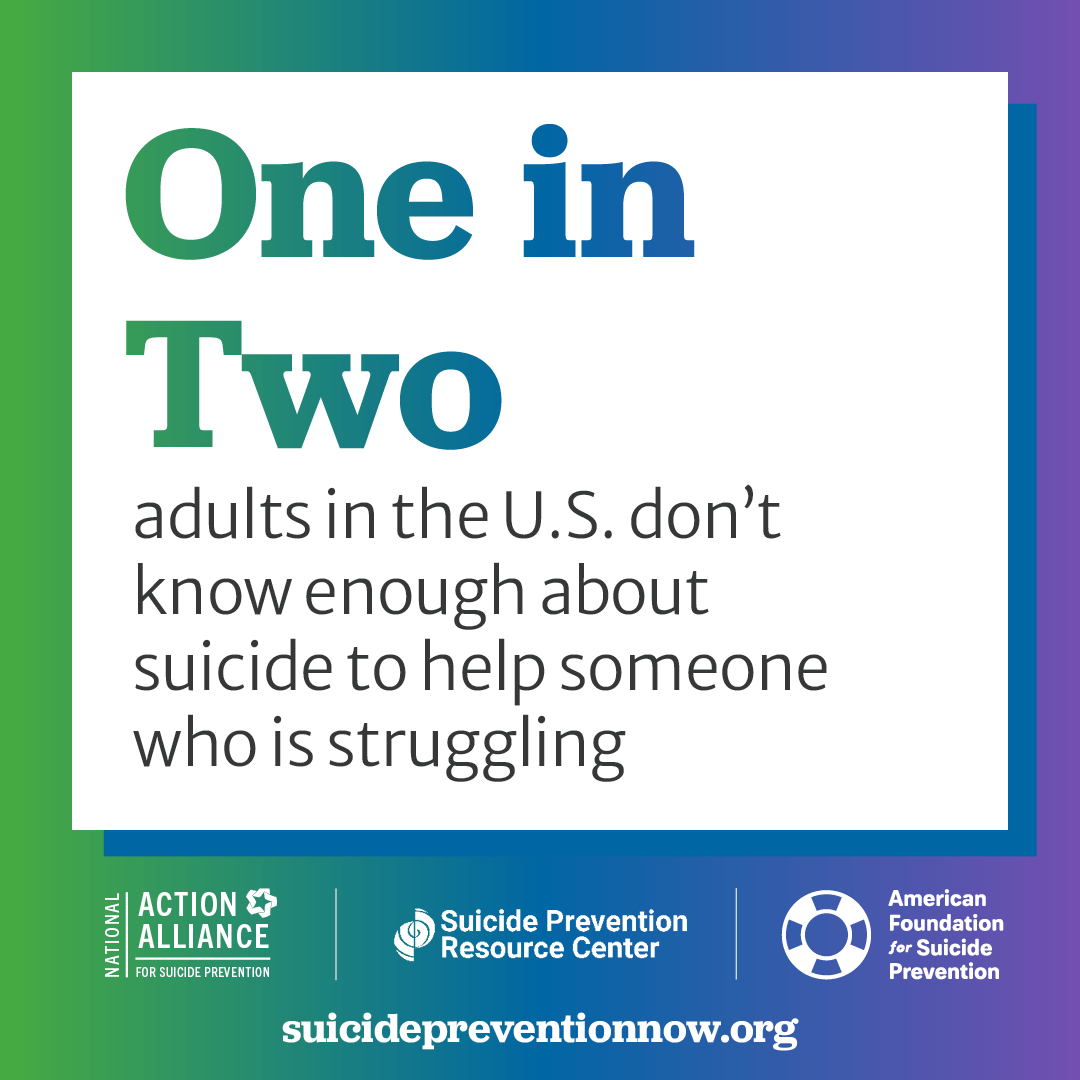 One in
Two
adults in the U.S. don’t
know enough about
suicide to help someone
who is struggling
NATIONAL
ACTION
ALLIANCE
FOR SUICIDE PREVENTION
Suicide Prevention
Resource Center
American
Foundation
for Suicide
Prevention
suicidepreventionnow.org